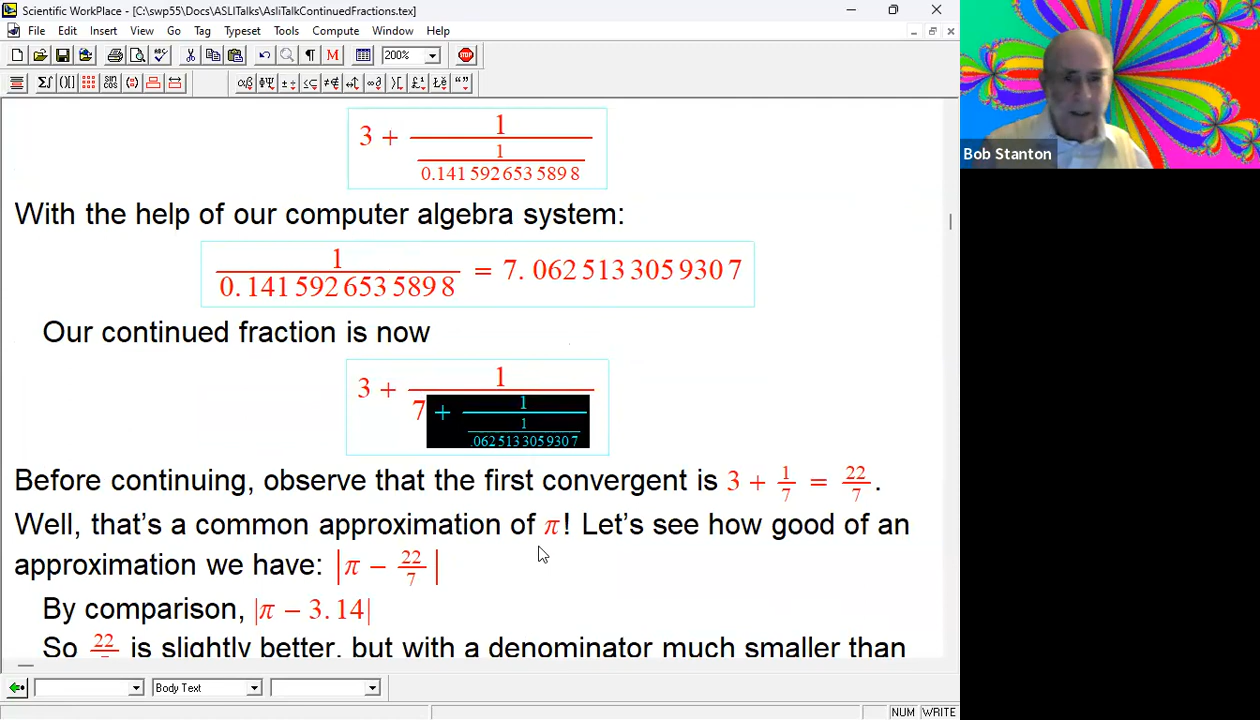 Scientific WorkPlace - [C:\swp55\Docs\ASLITalks\AsliTalkContinuedFractions.tex]
File Edit Insert View Go Tag Typeset Tools Compute Window Help
200%
STOP
3 + 1
1
0.141 592 653 589 8
Bob Stanton
With the help of our computer algebra system:
1
0.141 592 653 589 8 = 7.062 513 305 930 7
Our continued fraction is now
3 + 1
7 + 1
1
.062 513 305 930 7
Before continuing, observe that the first convergent is 3 + 1/7 = 22/7.
Well, that's a common approximation of π! Let's see how good of an
approximation we have: |π − 22/7|
By comparison, |π − 3.14|
So 22 is slightly better, but with a denominator much smaller than
Body Text
NUM WRITE